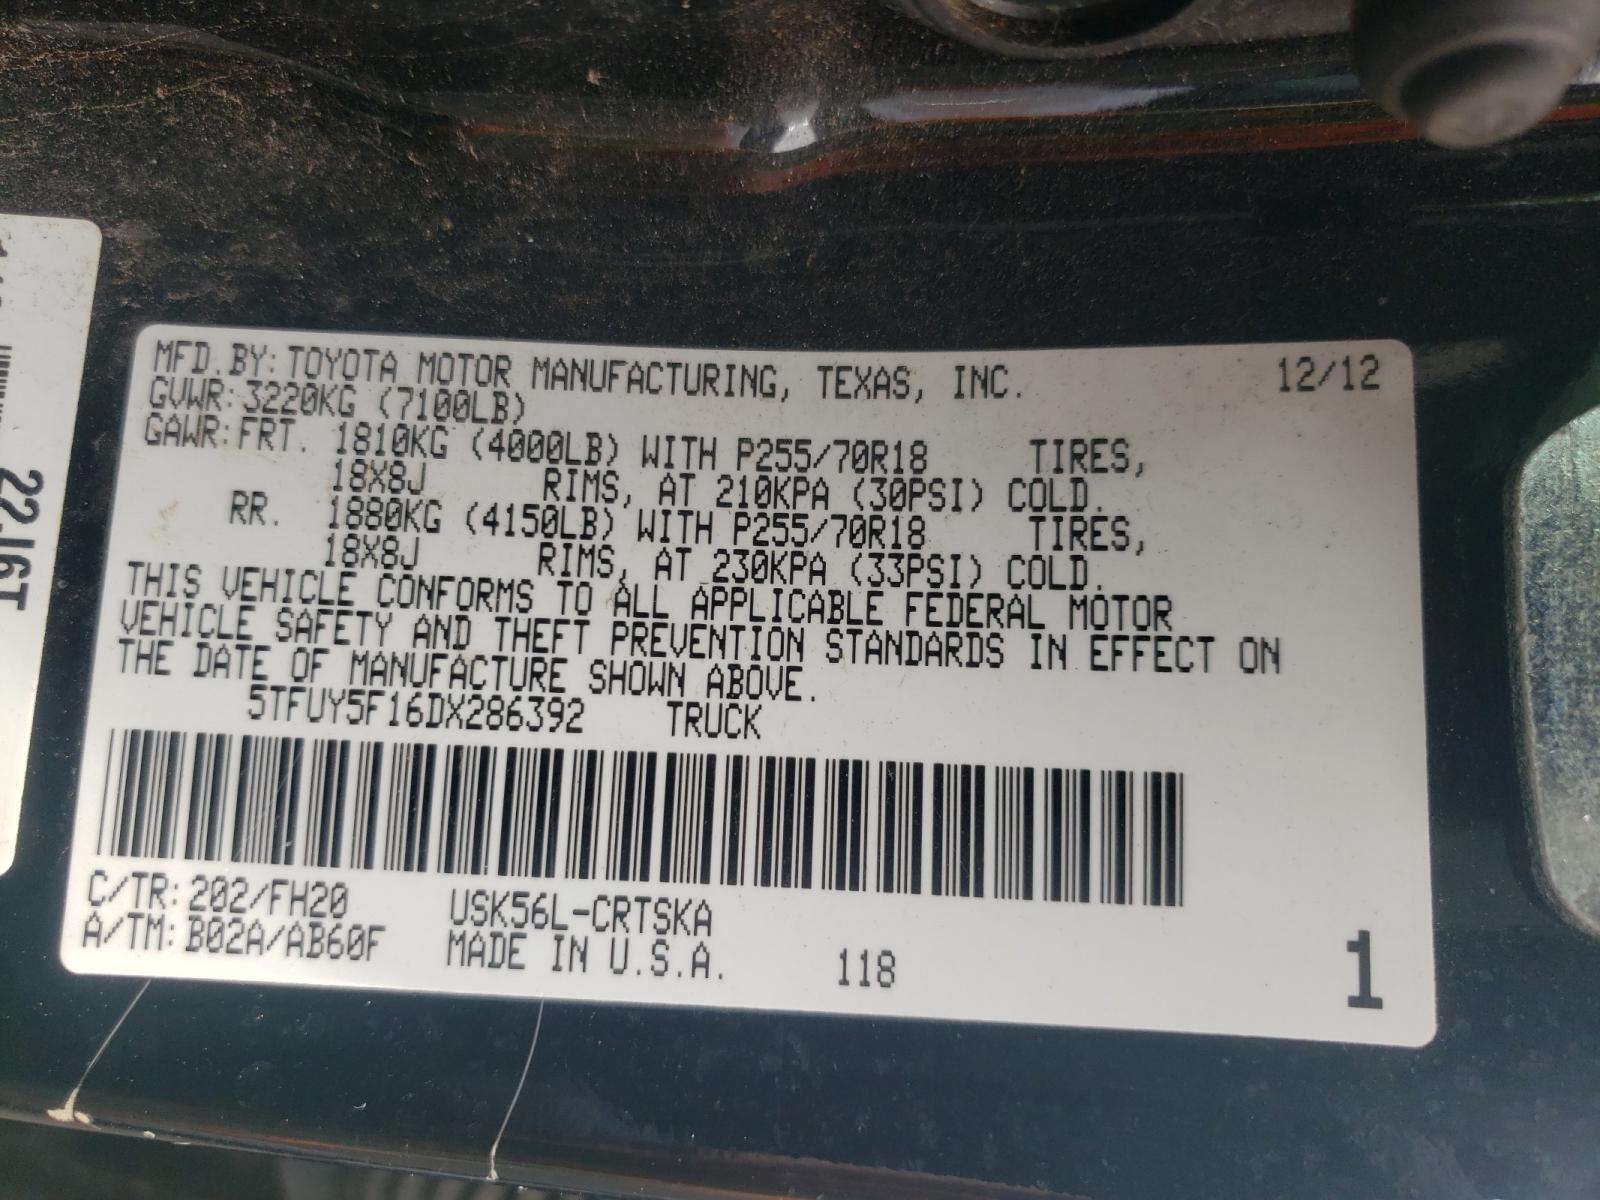 MFD.BY: TOYOTA MOTOR MANUFACTURING, TEXAS, INC. 12/12
GVWR: 3220KG (7100LB)
GAWR: FRT. 1810KG (4000LB) WITH P255/70R18 TIRES,
18X8J RIMS, AT 210KPA (30PSI) COLD.
RR. 1880KG (4150LB) WITH P255/70R18 TIRES,
18X8J RIMS, AT 230KPA (33PSI) COLD.
THIS VEHICLE CONFORMS TO ALL APPLICABLE FEDERAL MOTOR
VEHICLE SAFETY AND THEFT PREVENTION STANDARDS IN EFFECT ON
THE DATE OF MANUFACTURE SHOWN ABOVE.
5TFUY5F16DX286392 TRUCK
C/TR: 202/FH20 USK56L-CRTSKA
A/TM: B02A/AB60F MADE IN U.S.A. 118
1